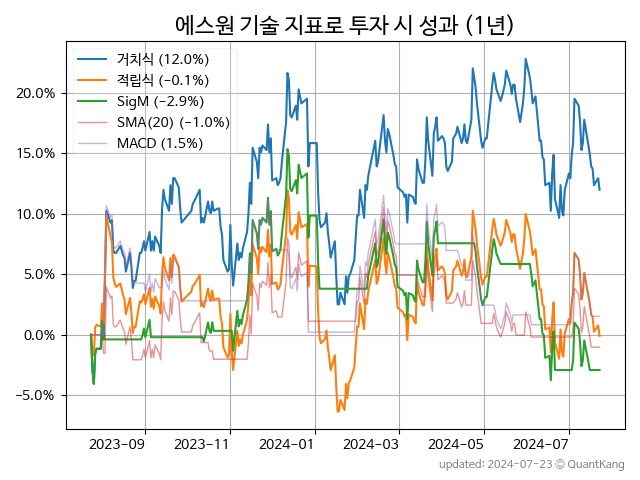 에스원 기술 지표로 투자 시 성과 (1년)
거치식 (12.0%)
적립식 (−0.1%)
SigM (−2.9%)
SMA(20) (−1.0%)
MACD (1.5%)
20.0%
15.0%
10.0%
5.0%
0.0%
−5.0%
2023-09 2023-11 2024-01 2024-03 2024-05 2024-07
updated: 2024-07-23 © QuantKang